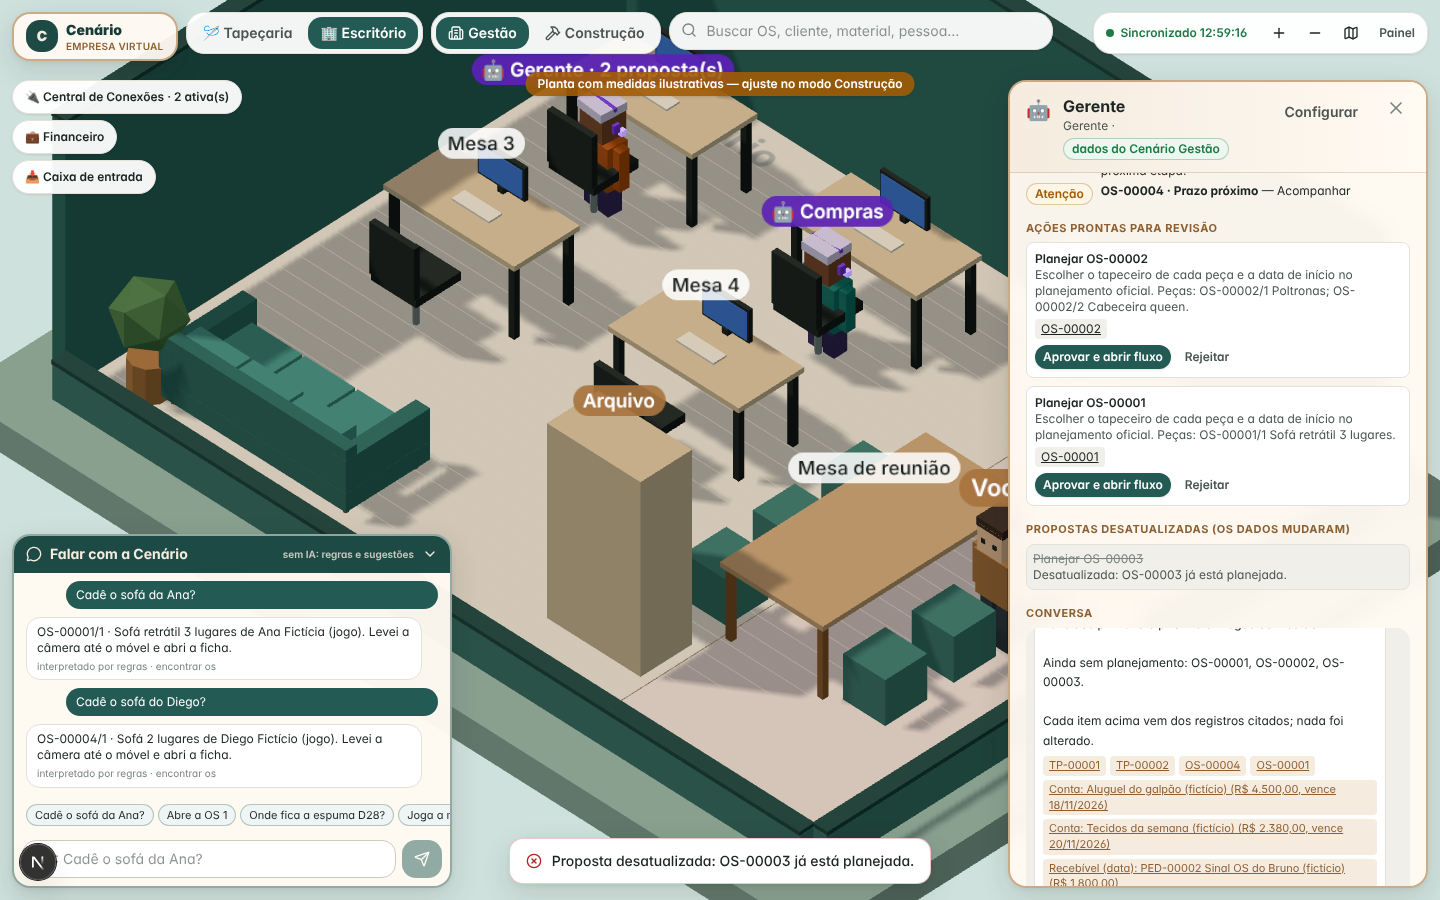 C
Cenário
EMPRESA VIRTUAL
Tapeçaria
Escritório
Gestão
Construção
Buscar OS, cliente, material, pessoa...
Sincronizado 12:59:16
Painel
Gerente · 2 proposta(s)
Planta com medidas ilustrativas — ajuste no modo Construção
Central de Conexões · 2 ativa(s)
Financeiro
Caixa de entrada
Mesa 3
Compras
Mesa 4
Arquivo
Mesa de reunião
Gerente
Gerente ·
dados do Cenário Gestão
Configurar
próxima etapa.
Atenção
OS-00004 · Prazo próximo — Acompanhar
AÇÕES PRONTAS PARA REVISÃO
Planejar OS-00002
Escolher o tapeceiro de cada peça e a data de início no
planejamento oficial. Peças: OS-00002/1 Poltronas; OS-
00002/2 Cabeceira queen.
OS-00002
Aprovar e abrir fluxo
Rejeitar
Planejar OS-00001
Escolher o tapeceiro de cada peça e a data de início no
planejamento oficial. Peças: OS-00001/1 Sofá retrátil 3 lugares.
OS-00001
Aprovar e abrir fluxo
Rejeitar
PROPOSTAS DESATUALIZADAS (OS DADOS MUDARAM)
Planejar OS-00003
Desatualizada: OS-00003 já está planejada.
CONVERSA
Ainda sem planejamento: OS-00001, OS-00002, OS-
00003.
Cada item acima vem dos registros citados; nada foi
alterado.
TP-00001 TP-00002 OS-00004 OS-00001
Conta: Aluguel do galpão (fictício) (R$ 4.500,00, vence
18/11/2026)
Conta: Tecidos da semana (fictício) (R$ 2.380,00, vence
20/11/2026)
Recebível (data): PED-00002 Sinal OS do Bruno (fictício)
(R$ 1.800,00)
Falar com a Cenário
sem IA: regras e sugestões
Cadê o sofá da Ana?
OS-00001/1 · Sofá retrátil 3 lugares de Ana Fictícia (jogo). Levei a
câmera até o móvel e abri a ficha.
interpretado por regras · encontrar os
Cadê o sofá do Diego?
OS-00004/1 · Sofá 2 lugares de Diego Fictício (jogo). Levei a
câmera até o móvel e abri a ficha.
interpretado por regras · encontrar os
Cadê o sofá da Ana?
Abre a OS 1
Onde fica a espuma D28?
Joga a
N
Cadê o sofá da Ana?
Proposta desatualizada: OS-00003 já está planejada.